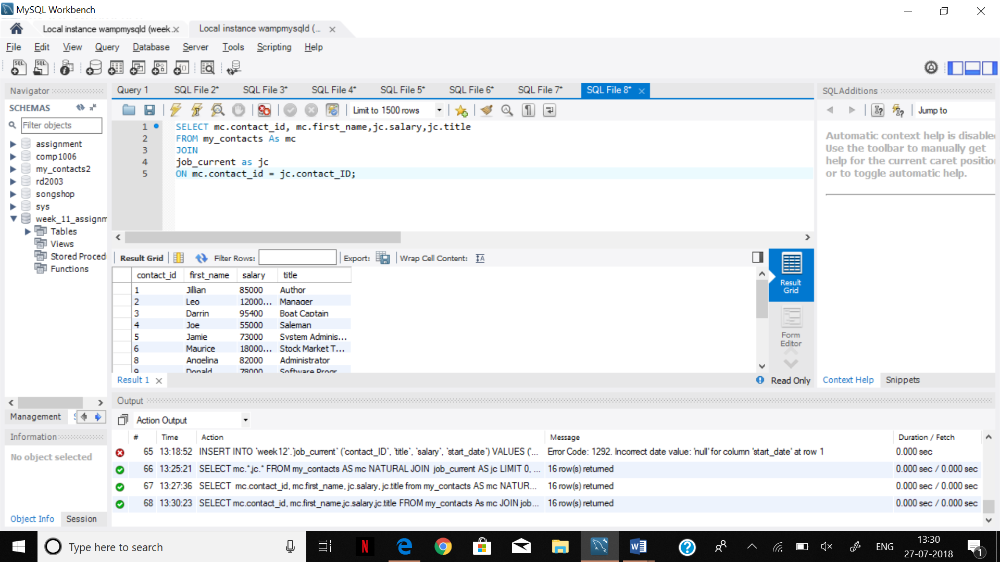 MySQL Workbench
Local instance wampmysqld (week.x Local instance wampmysqld (...
File Edit View Query Database Server Tools Scripting Help
Navigator
Query 1 SQL File 2* SQL File 3* SQL File 4* SQL File 5* SQL File 6* SQL File 7* SQL File 8*
SQLAdditions
SCHEMAS
Limit to 1500 rows
Jump to
Filter objects
assignment
comp1006
my_contacts2
rd2003
songshop
sys
week_11_assignm
Tables
Views
Stored Proced
Functions
1 SELECT mc.contact_id, mc.first_name,jc.salary,jc.title
2 FROM my_contacts As mc
3 JOIN
4 job_current as jc
5 ON mc.contact_id = jc.contact_ID;
Automatic context help is disable
Use the toolbar to manually get
help for the current caret positio
or to toggle automatic help.
Result Grid Filter Rows: Export: Wrap Cell Content:
contact_id first_name salary title
1 Jillian 85000 Author
2 Leo 12000... Manager
3 Darrin 95400 Boat Captain
4 Joe 55000 Saleman
5 Jamie 73000 System Adminis...
6 Maurice 18000... Stock Market T...
8 Angelina 82000 Administrator
9 Donald 78000 Software Progr
Result
Grid
Form
Editor
Result 1
Read Only
Context Help Snippets
Management
Information
No object selected
Object Info Session
Output
Action Output
# Time Action Message Duration / Fetch
65 13:18:52 INSERT INTO `week12`.`job_current` (`contact_ID`, `title`, `salary`, `start_date`) VALUES ('... Error Code: 1292. Incorrect date value: 'null' for column 'start_date' at row 1 0.000 sec
66 13:25:21 SELECT mc.*,jc.* FROM my_contacts AS mc NATURAL JOIN job_current AS jc LIMIT 0, ... 16 row(s) returned 0.000 sec / 0.000 sec
67 13:27:36 SELECT mc.contact_id, mc.first_name, jc.salary, jc.title from my_contacts AS mc NATUR... 16 row(s) returned 0.000 sec / 0.000 sec
68 13:30:23 SELECT mc.contact_id, mc.first_name,jc.salary,jc.title FROM my_contacts As mc JOIN job... 16 row(s) returned 0.000 sec / 0.000 sec
Type here to search
ENG
13:30
27-07-2018
1